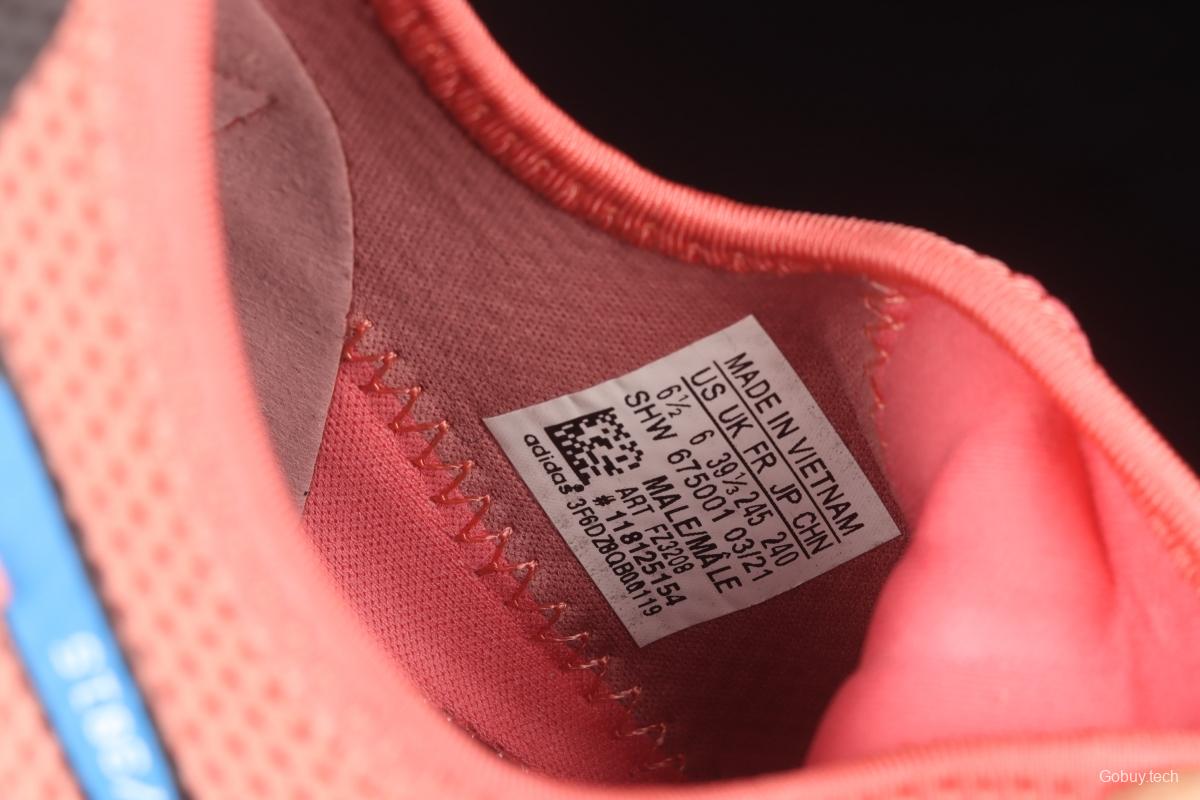 MADE IN VIETNAM
US UK FR JP CHN
6½ 6 39⅓ 245 240
SHW 675001 03/21
MALE/MÂLE
ART FZ3208
# 118125154
adidas 3F6DZ8QB00119
Gobuy.tech